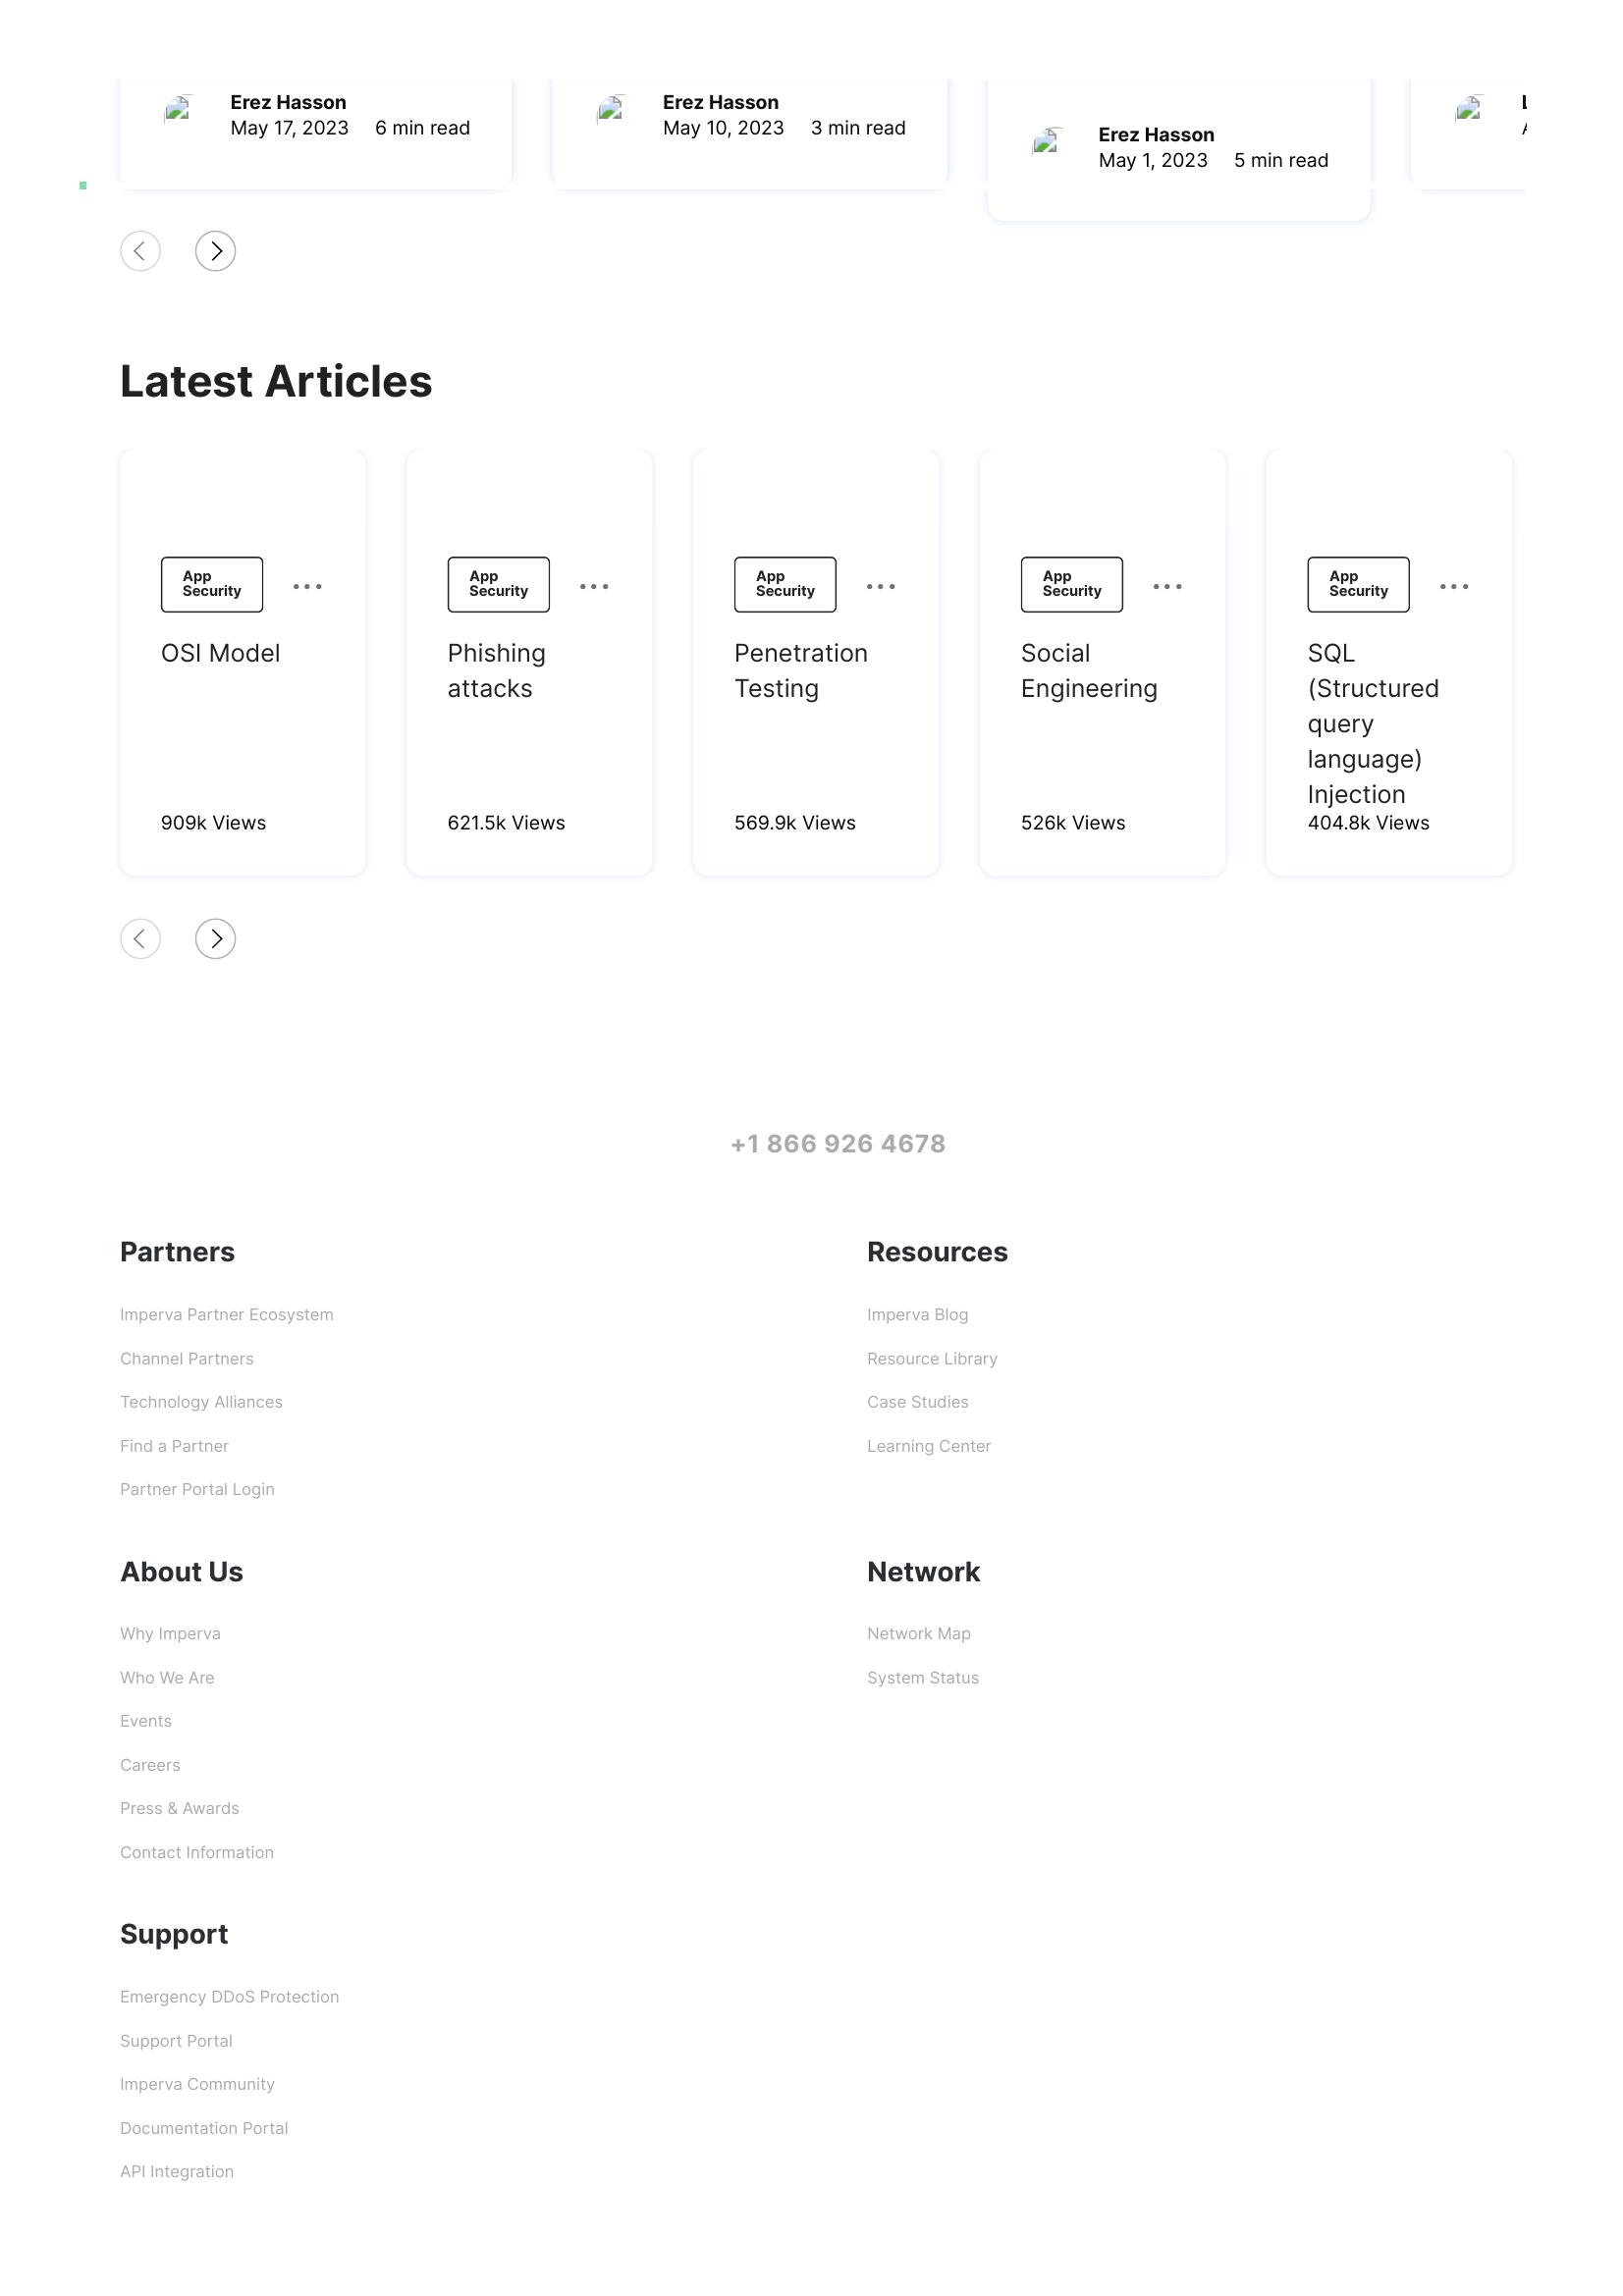 Erez Hasson
May 17, 2023 6 min read
Erez Hasson
May 10, 2023 3 min read
Erez Hasson
May 1, 2023 5 min read
Latest Articles
App
Security
OSI Model
909k Views
App
Security
Phishing
attacks
621.5k Views
App
Security
Penetration
Testing
569.9k Views
App
Security
Social
Engineering
526k Views
App
Security
SQL
(Structured
query
language)
Injection
404.8k Views
+1 866 926 4678
Partners
Imperva Partner Ecosystem
Channel Partners
Technology Alliances
Find a Partner
Partner Portal Login
Resources
Imperva Blog
Resource Library
Case Studies
Learning Center
About Us
Why Imperva
Who We Are
Events
Careers
Press & Awards
Contact Information
Network
Network Map
System Status
Support
Emergency DDoS Protection
Support Portal
Imperva Community
Documentation Portal
API Integration